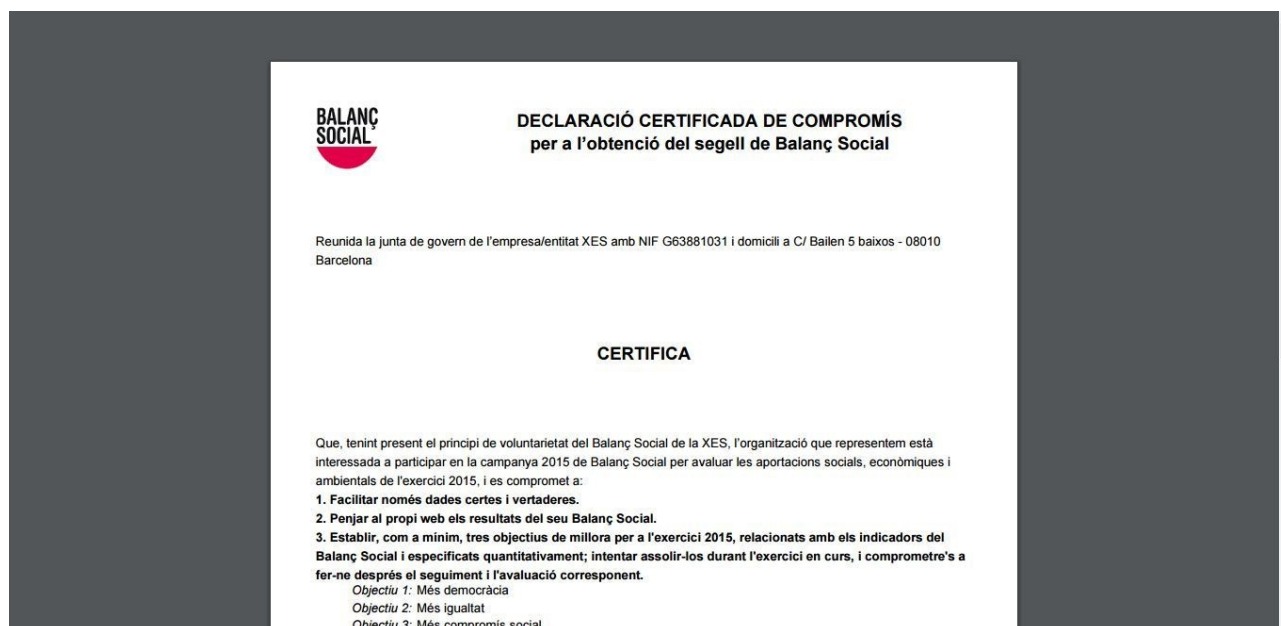 BALANÇ
SOCIAL
DECLARACIÓ CERTIFICADA DE COMPROMÍS
per a l'obtenció del segell de Balanç Social
Reunida la junta de govern de l'empresa/entitat XES amb NIF G63881031 i domicili a C/ Bailen 5 baixos - 08010
Barcelona
CERTIFICA
Que, tenint present el principi de voluntarietat del Balanç Social de la XES, l'organització que representem està
interessada a participar en la campanya 2015 de Balanç Social per avaluar les aportacions socials, econòmiques i
ambientals de l'exercici 2015, i es compromet a:
1. Facilitar només dades certes i vertaderes.
2. Penjar al propi web els resultats del seu Balanç Social.
3. Establir, com a mínim, tres objectius de millora per a l'exercici 2015, relacionats amb els indicadors del
Balanç Social i especificats quantitativament; intentar assolir-los durant l'exercici en curs, i comprometre's a
fer-ne després el seguiment i l'avaluació corresponent.
Objectiu 1: Més democràcia
Objectiu 2: Més igualtat
Objectiu 3: Més compromís social